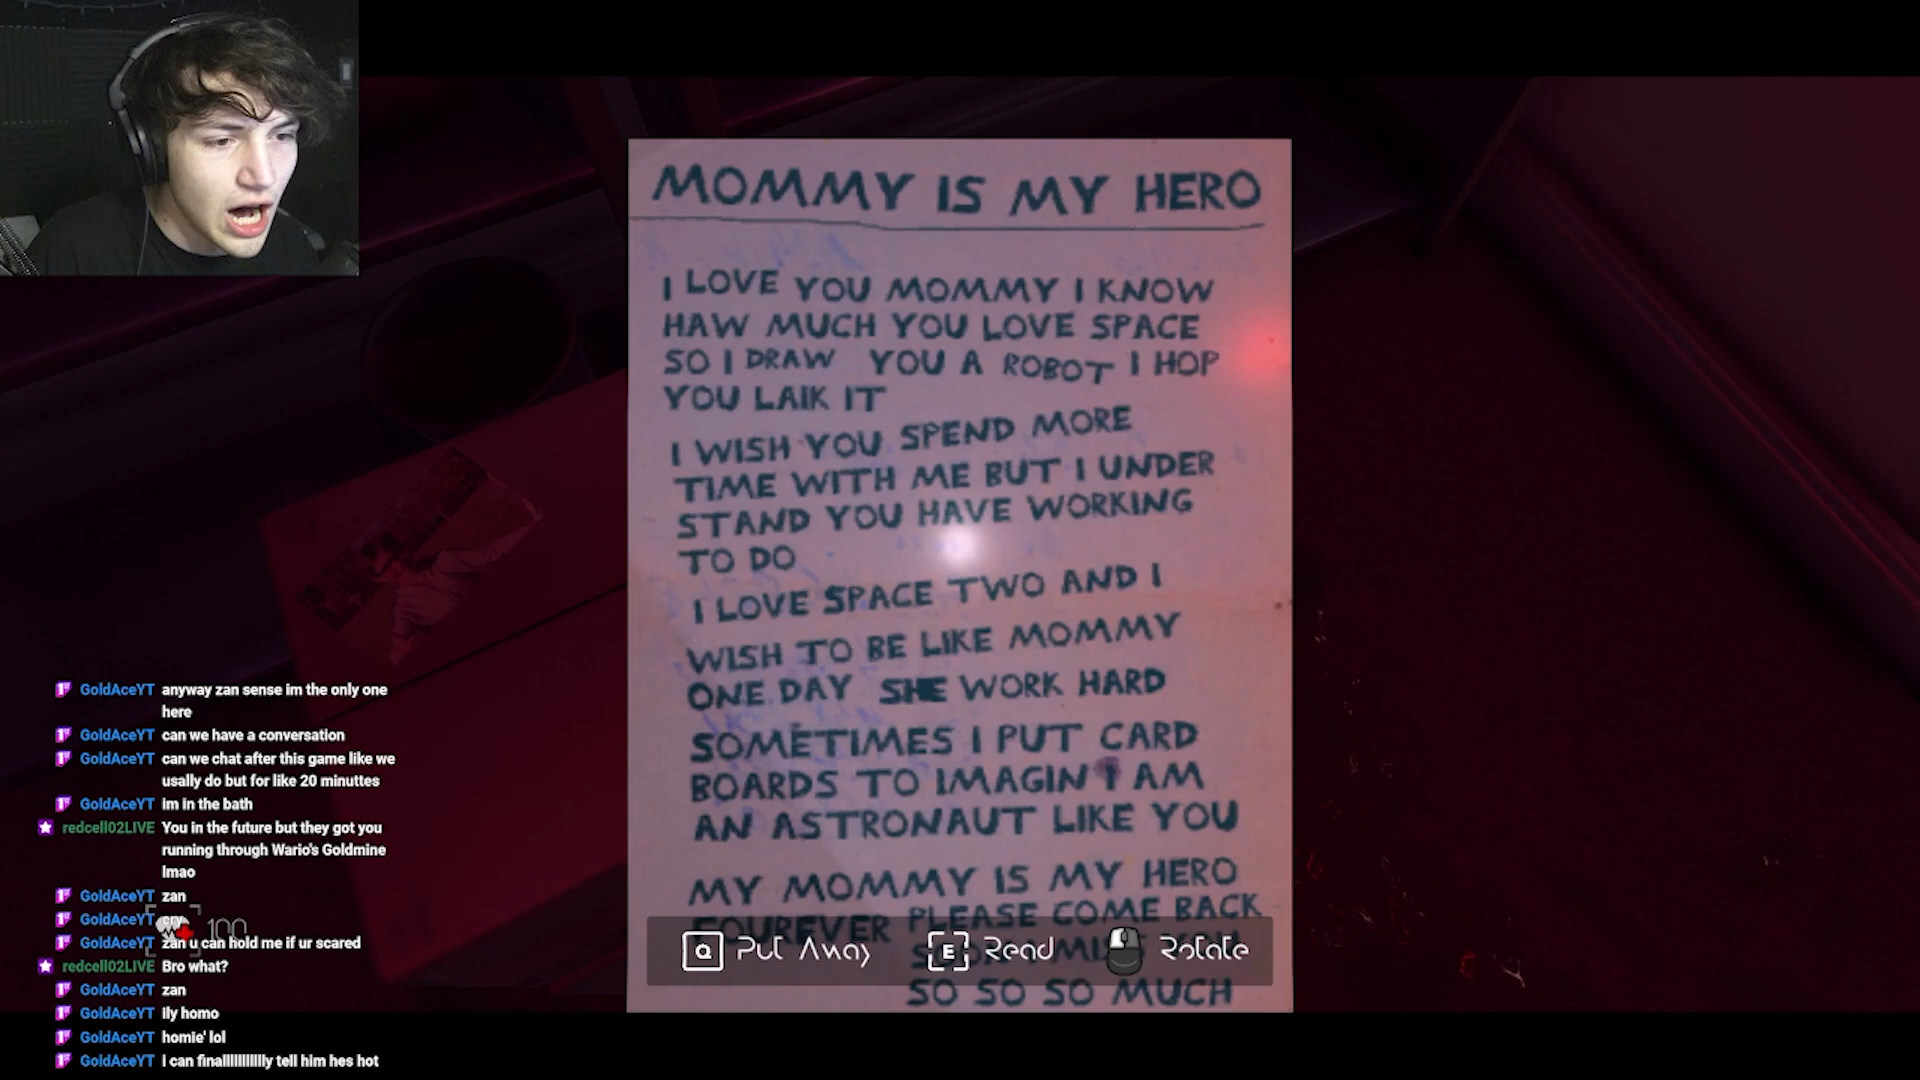 MOMMY IS MY HERO
I LOVE YOU MOMMY I KNOW
HAW MUCH YOU LOVE SPACE
SO I DRAW YOU A ROBOT I HOP
YOU LAIK IT
I WISH YOU SPEND MORE
TIME WITH ME BUT I UNDER
STAND YOU HAVE WORKING
TO DO
I LOVE SPACE TWO AND I
WISH TO BE LIKE MOMMY
ONE DAY SHE WORK HARD
SOMETIMES I PUT CARD
BOARDS TO IMAGIN I AM
AN ASTRONAUT LIKE YOU
MY MOMMY IS MY HERO
FOUREVER PLEASE COME BACK
SO SO SO MUCH
Q Put Away E Read Rotate
GoldAceYT anyway zan sense im the only one
here
GoldAceYT can we have a conversation
GoldAceYT can we chat after this game like we
usally do but for like 20 minuttes
GoldAceYT im in the bath
redcell02LIVE You in the future but they got you
running through Wario's Goldmine
lmao
GoldAceYT zan
GoldAceYT cry
100
GoldAceYT zan u can hold me if ur scared
redcell02LIVE Bro what?
GoldAceYT zan
GoldAceYT ily homo
GoldAceYT homie' lol
GoldAceYT I can finallllllllllly tell him hes hot